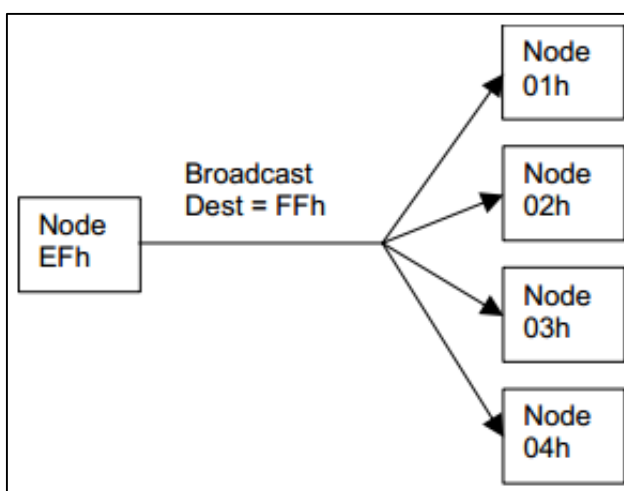 Node
EFh
Broadcast
Dest = FFh
Node
01h
Node
02h
Node
03h
Node
04h